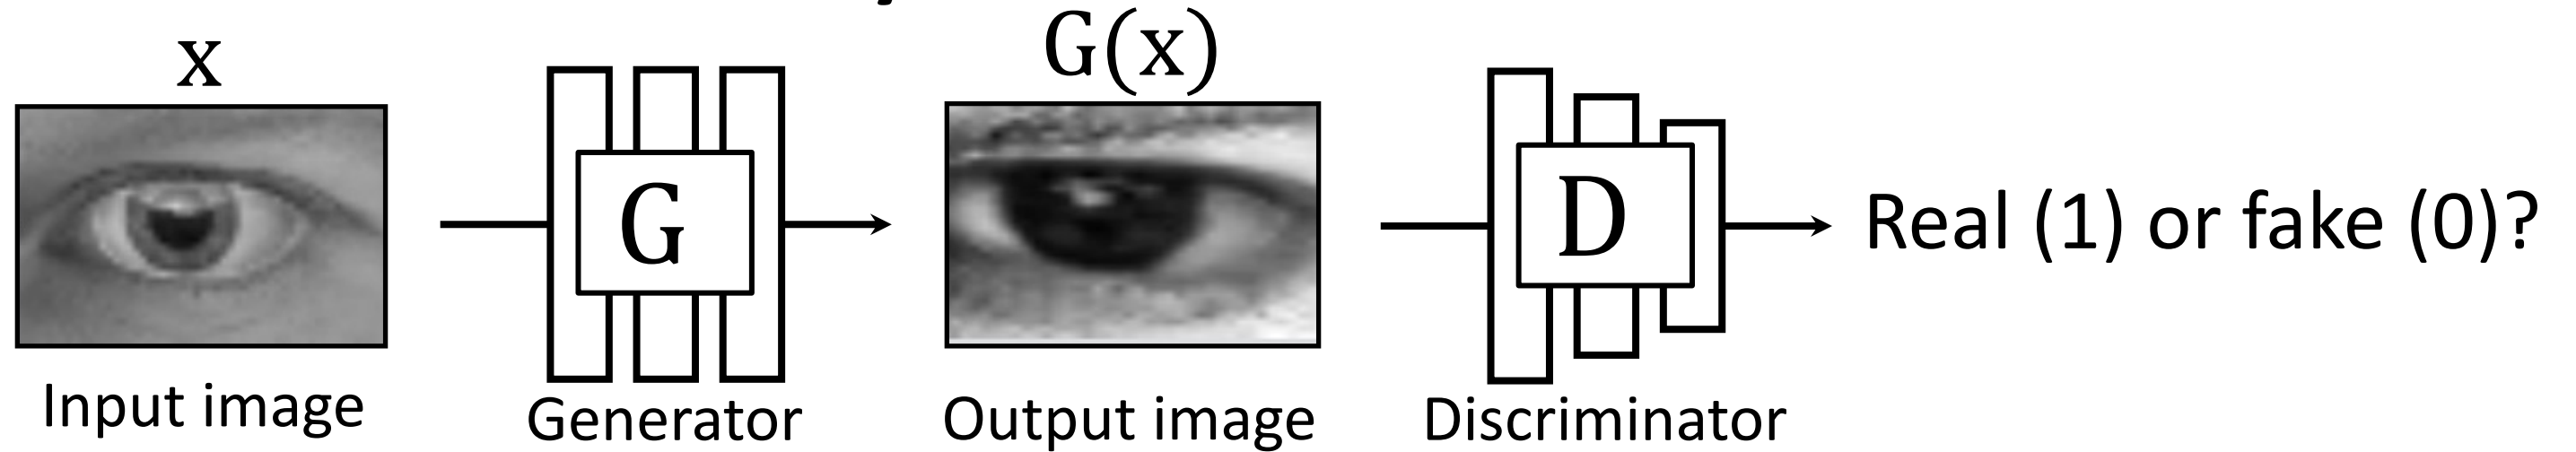 x
G(x)
G
D
Real (1) or fake (0)?
Input image
Generator
Output image
Discriminator